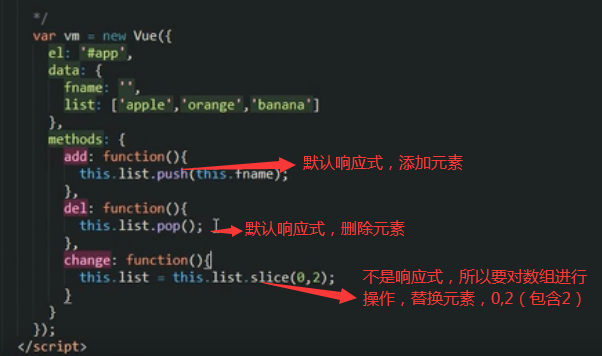 */
var vm = new Vue({
el: '#app',
data: {
fname: '',
list: ['apple','orange','banana']
},
methods: {
add: function(){
this.list.push(this.fname);
默认响应式，添加元素
},
del: function(){
this.list.pop();
默认响应式，删除元素
},
change: function(){
this.list = this.list.slice(0,2);
不是响应式，所以要对数组进行
操作，替换元素，0,2（包含2）
}
}
});
</script>